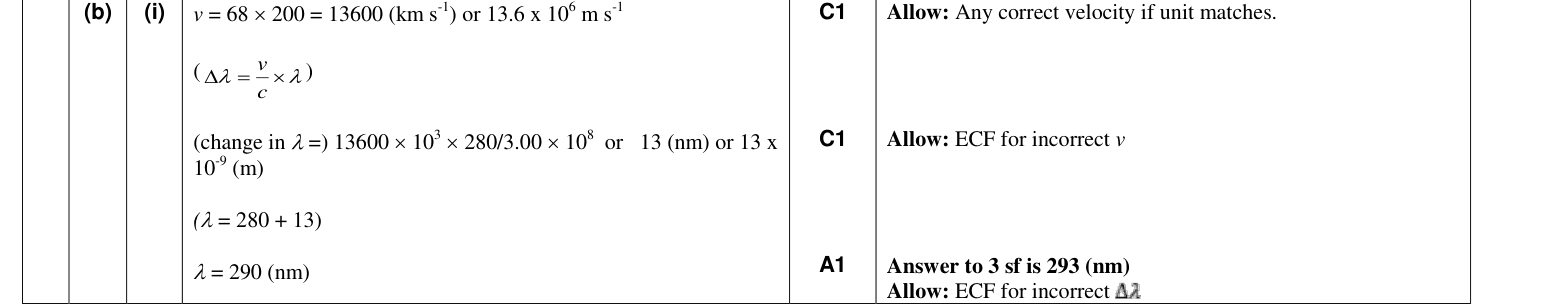 (b) (i) v = 68 × 200 = 13600 (km s⁻¹) or 13.6 x 10⁶ m s⁻¹ C1 Allow: Any correct velocity if unit matches.
( Δλ = v/c × λ )
(change in λ =) 13600 × 10³ × 280/3.00 × 10⁸ or 13 (nm) or 13 x C1 Allow: ECF for incorrect v
10⁻⁹ (m)
(λ = 280 + 13)
λ = 290 (nm) A1 Answer to 3 sf is 293 (nm)
Allow: ECF for incorrect Δλ